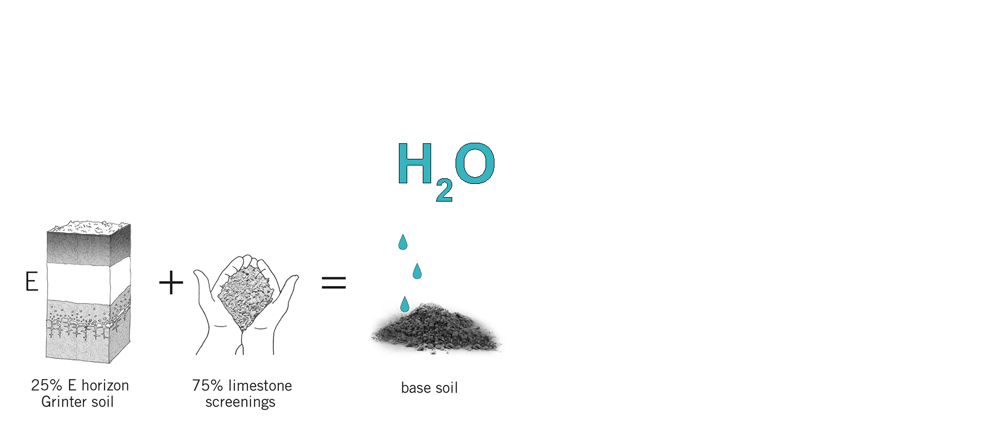 H₂O
E
+
=
25% E horizon
Grinter soil
75% limestone
screenings
base soil